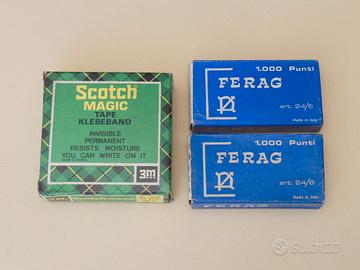 Scotch
MAGIC
TAPE
KLEBEBAND
INVISIBLE
PERMANENT
RESISTS MOISTURE
YOU CAN WRITE ON IT
3M
1.000 Punti
FERAG
art. 24/6
Made in Italy
1.000 Punti
FERAG
art. 24/6
Made in Italy
subito